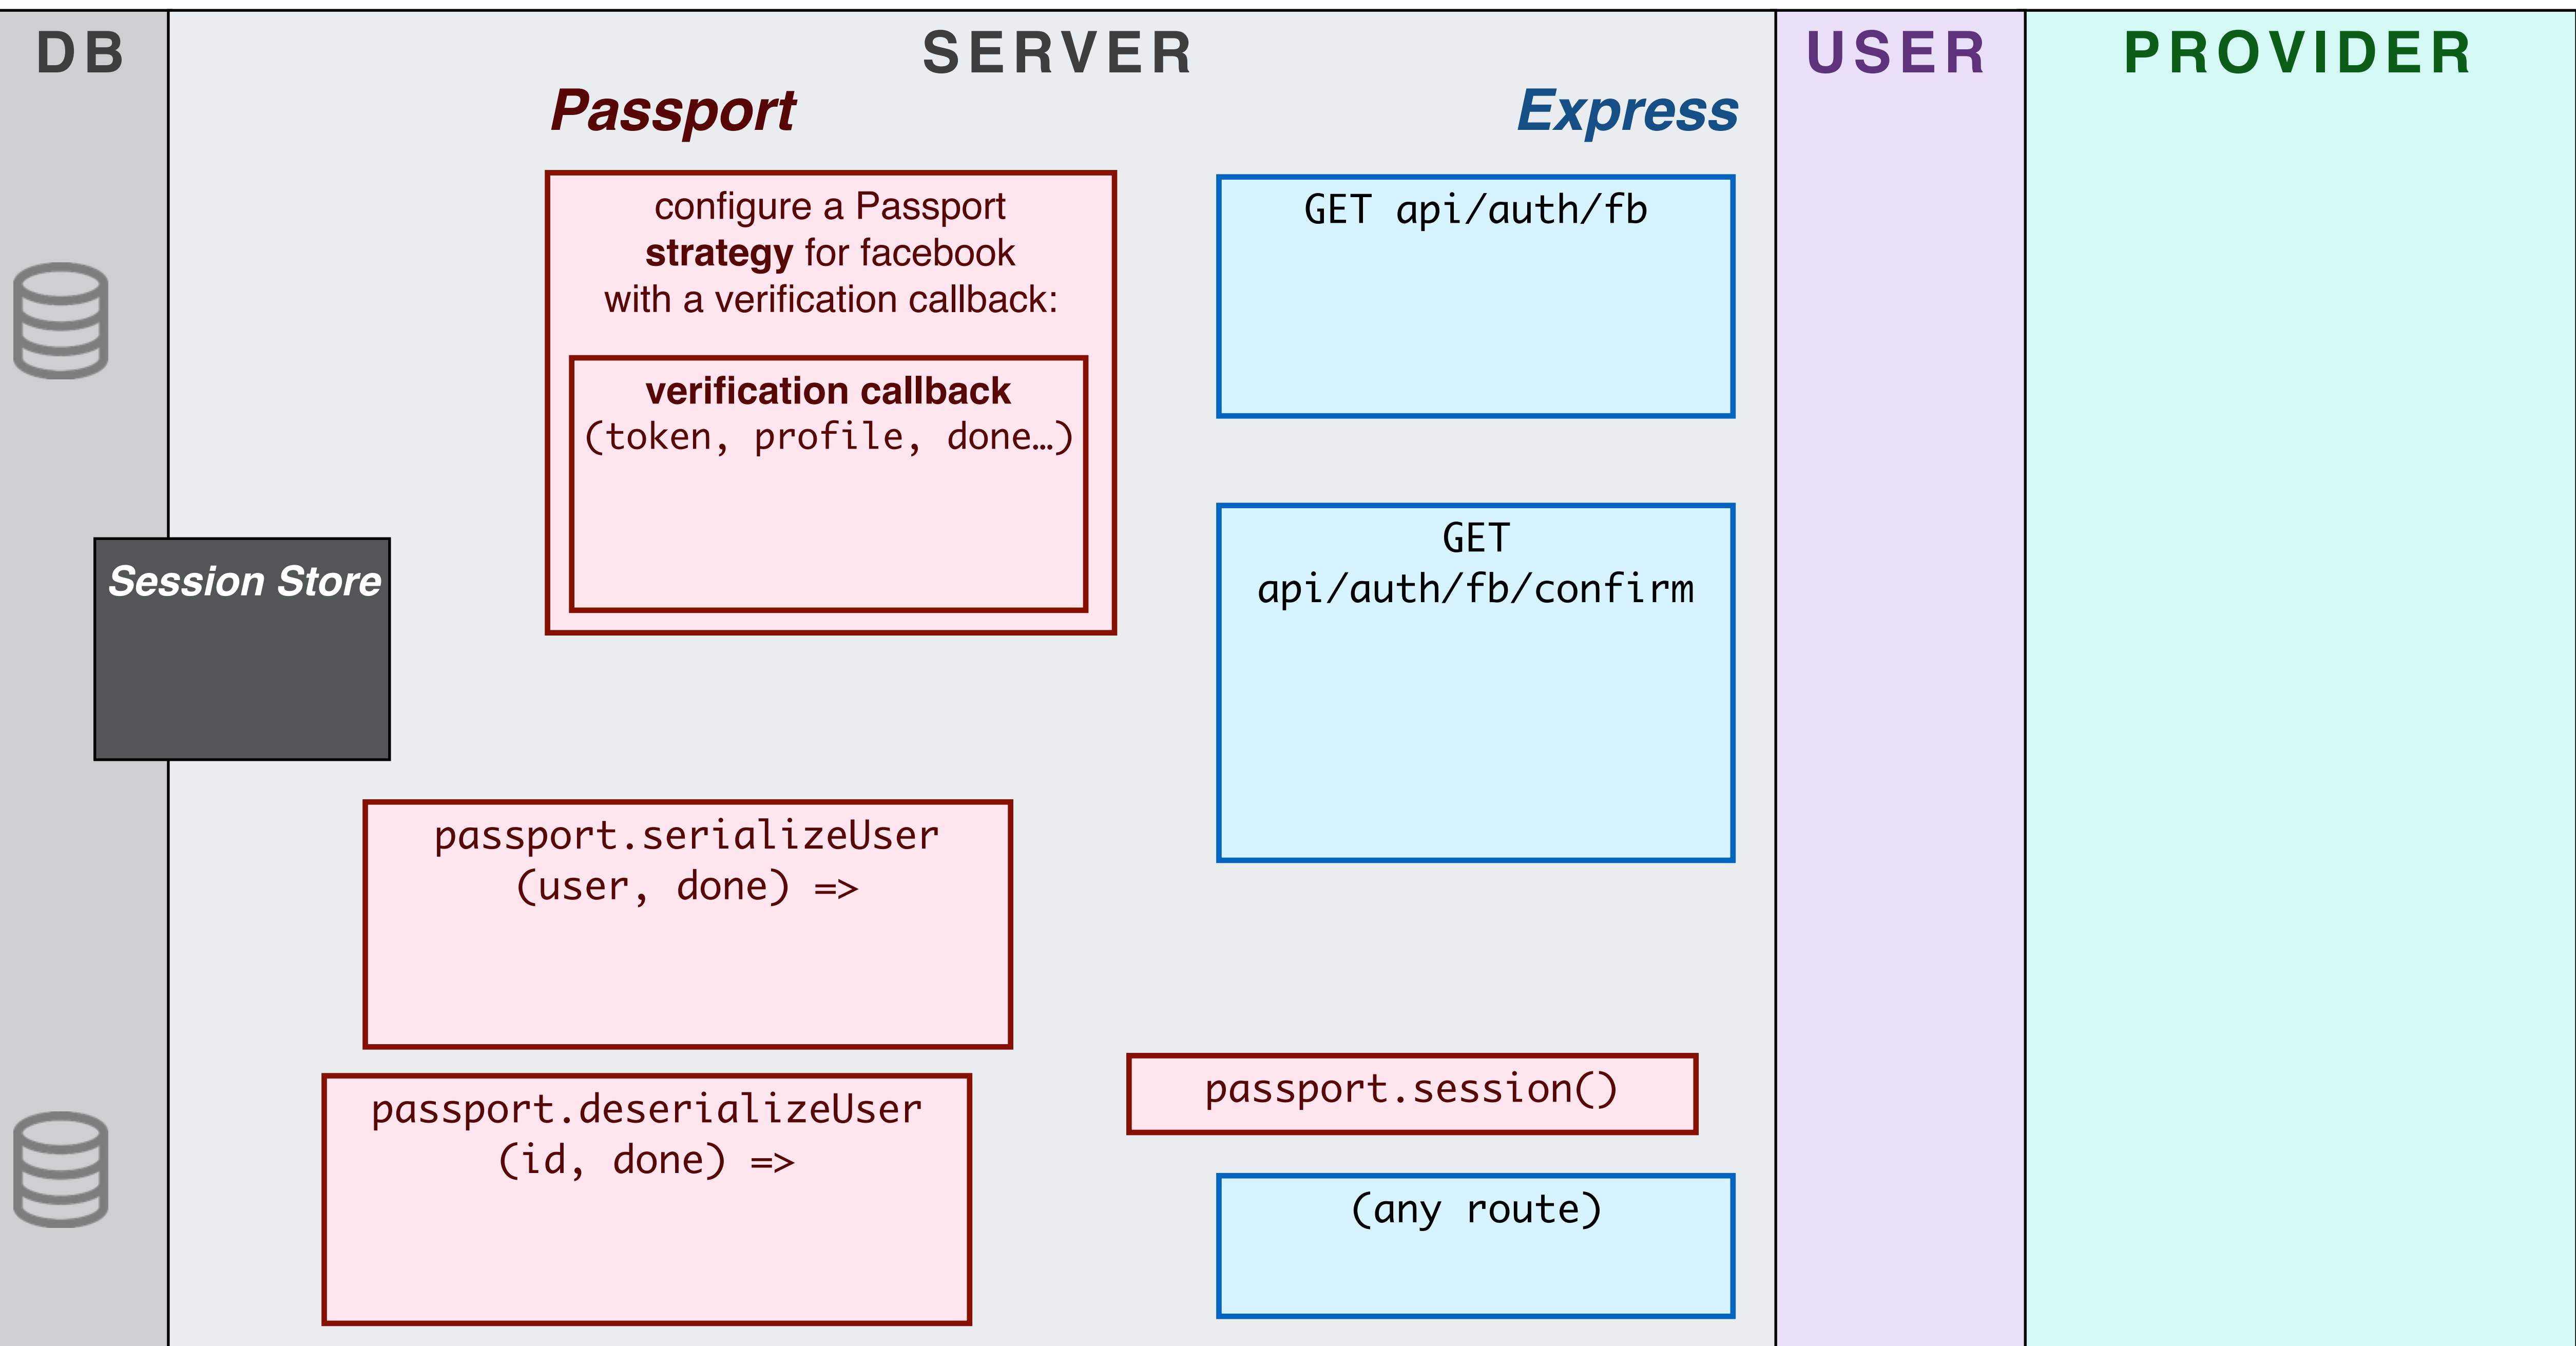 DB
SERVER
USER
PROVIDER
Passport
Express
configure a Passport
strategy for facebook
with a verification callback:
verification callback
(token, profile, done…)
GET api/auth/fb
GET
api/auth/fb/confirm
Session Store
passport.serializeUser
(user, done) =>
passport.deserializeUser
(id, done) =>
passport.session()
(any route)